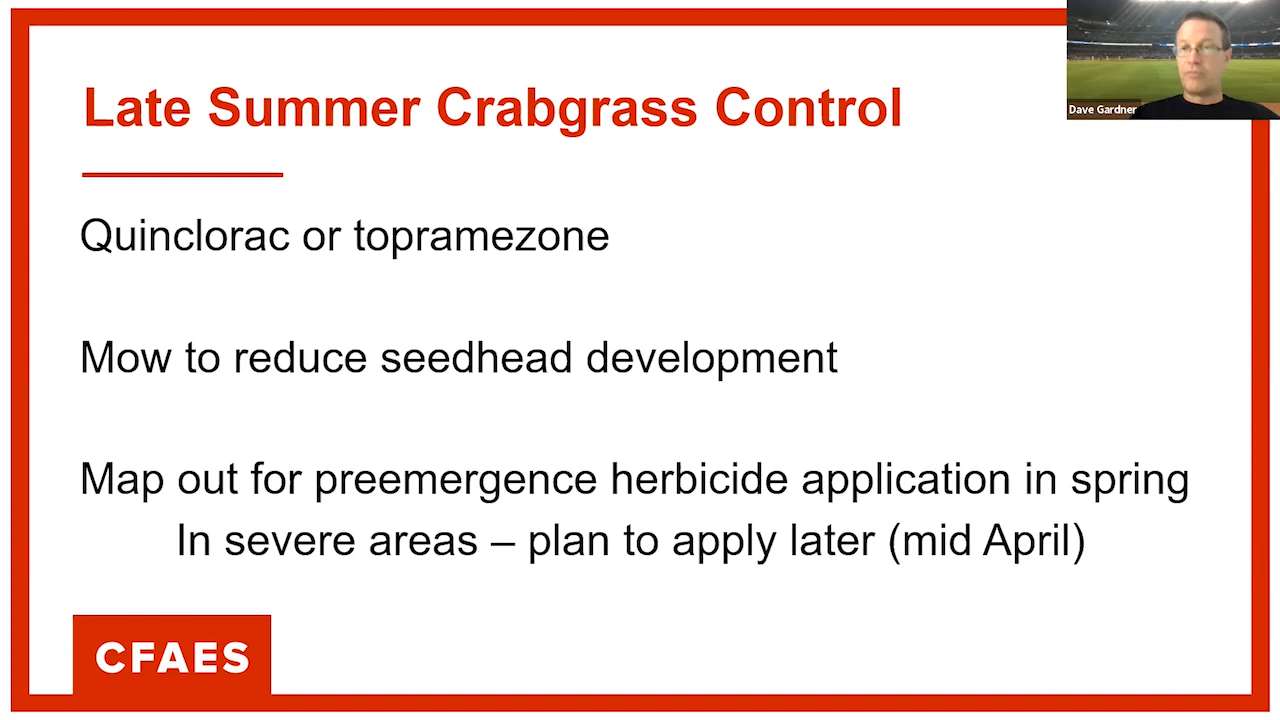 Late Summer Crabgrass Control
Dave Gardner
Quinclorac or topramezone
Mow to reduce seedhead development
Map out for preemergence herbicide application in spring
In severe areas – plan to apply later (mid April)
CFAES